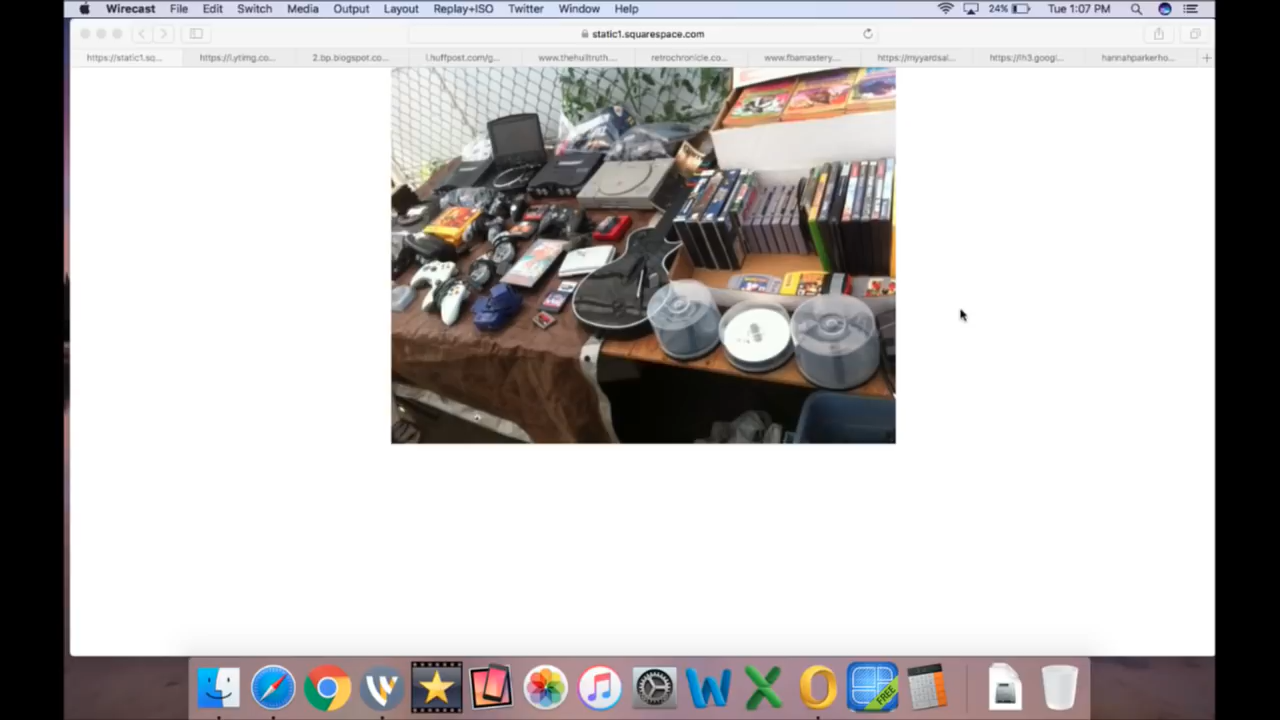 Wirecast File Edit Switch Media Output Layout Replay+ISO Twitter Window Help 24% Tue 1:07 PM
static1.squarespace.com
https://static1.sq... https://i.ytimg.co... 2.bp.blogspot.co... i.huffpost.com/g... www.thehulltruth.... retrochronicle.co... www.fbamastery.... https://myyardsal... https://lh3.googl... hannahparkerho... +
FREE